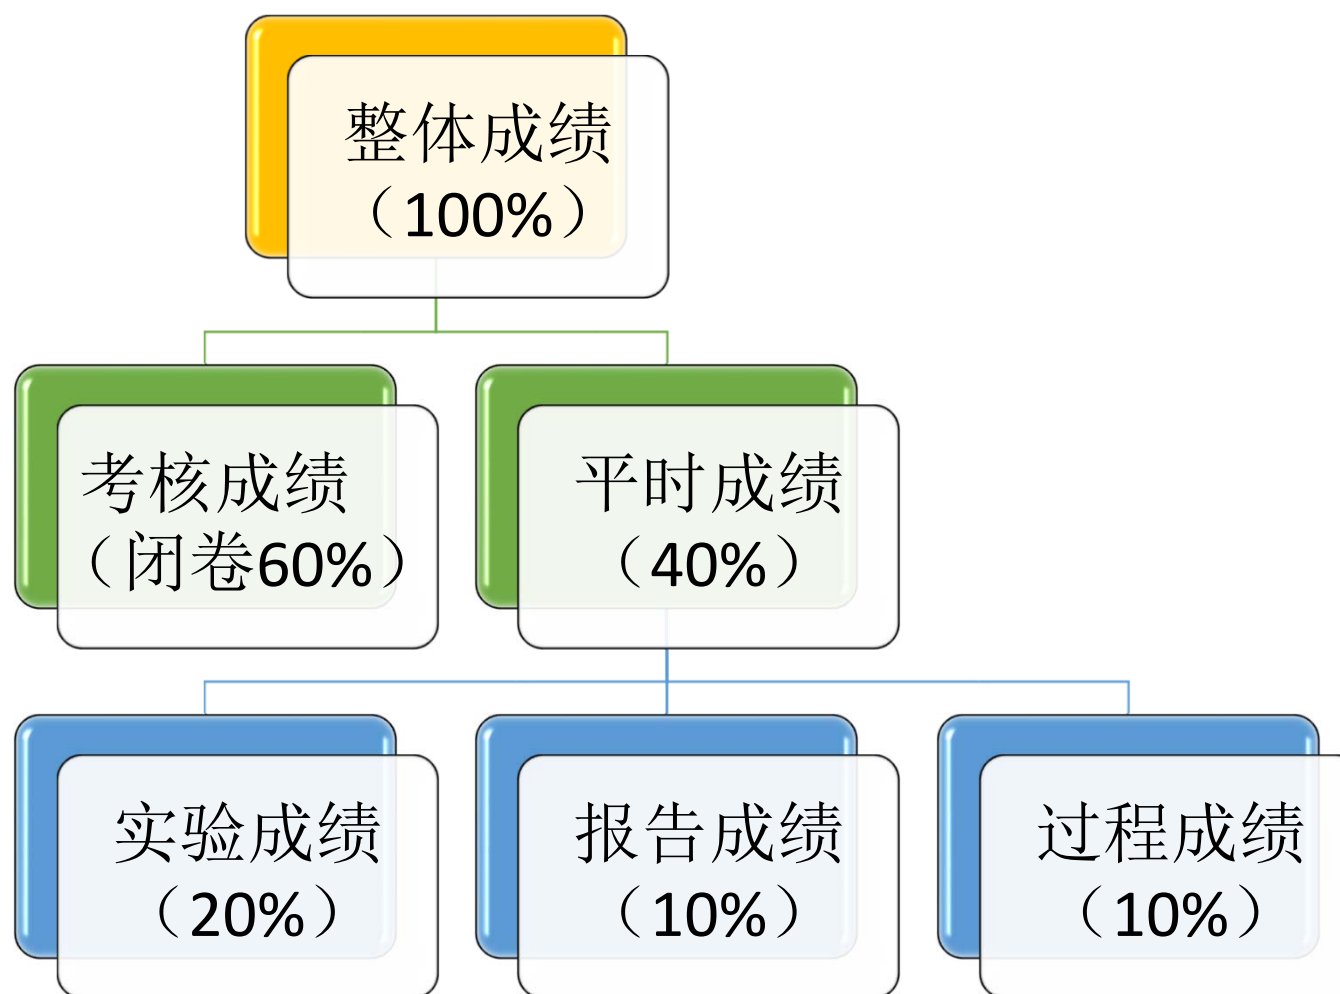 整体成绩
（100%）
考核成绩
（闭卷60%）
平时成绩
（40%）
实验成绩
（20%）
报告成绩
（10%）
过程成绩
（10%）